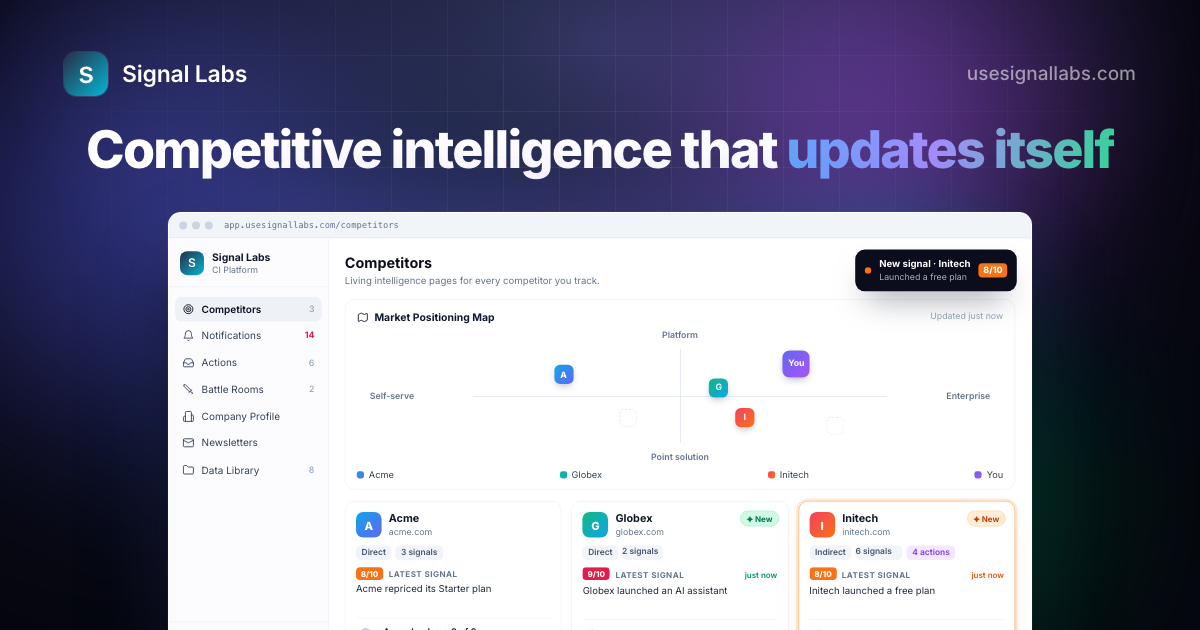 S Signal Labs
usesignallabs.com
Competitive intelligence that updates itself
app.usesignallabs.com/competitors
S Signal Labs
CI Platform
Competitors 3
Notifications 14
Actions 6
Battle Rooms 2
Company Profile
Newsletters
Data Library 8
Competitors
Living intelligence pages for every competitor you track.
New signal · Initech
Launched a free plan
8/10
Market Positioning Map
Updated just now
Platform
You
A
G
Self-serve
Enterprise
I
Point solution
Acme Globex Initech You
A Acme
acme.com
Direct 3 signals
8/10 LATEST SIGNAL
Acme repriced its Starter plan
G Globex
globex.com
✦ New
Direct 2 signals
9/10 LATEST SIGNAL just now
Globex launched an AI assistant
I Initech
initech.com
✦ New
Indirect 6 signals 4 actions
8/10 LATEST SIGNAL just now
Initech launched a free plan